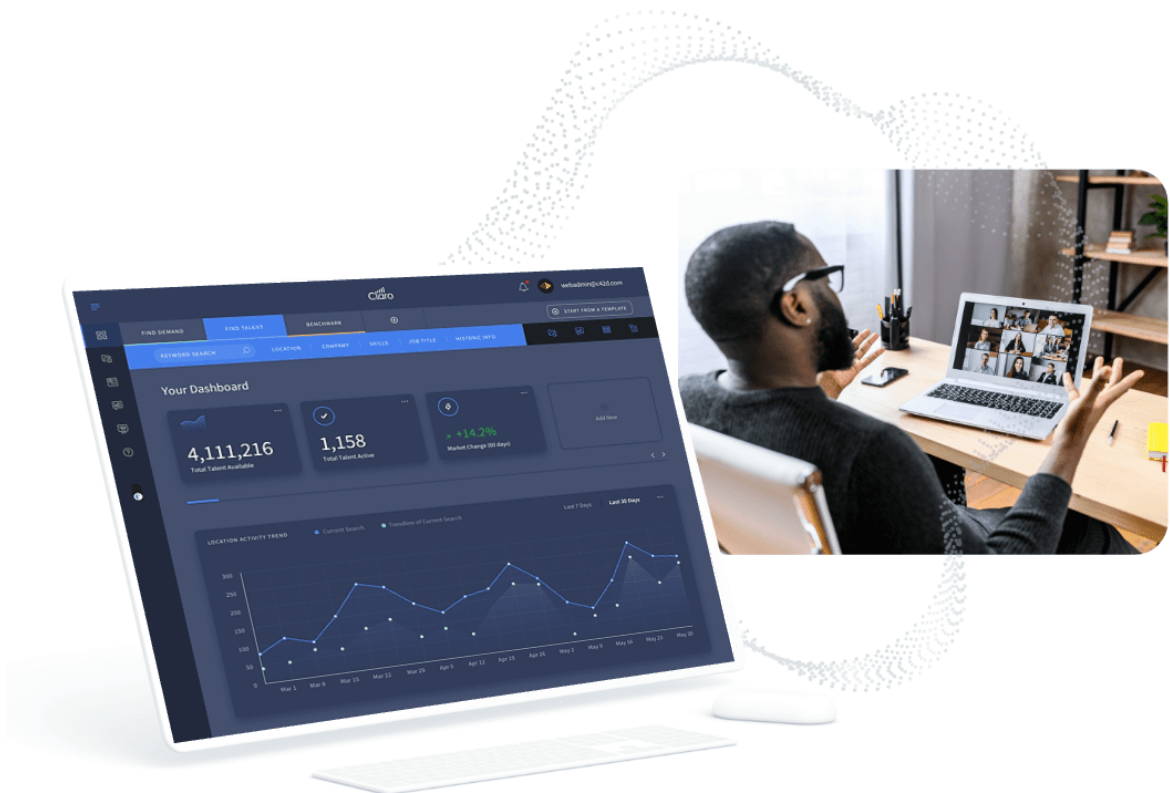 Claro
webadmin@c42d.com
FIND DEMAND
FIND TALENT
BENCHMARK
START FROM A TEMPLATE
KEYWORD SEARCH
LOCATION
COMPANY
SKILLS
JOB TITLE
HISTORIC INFO
Your Dashboard
4,111,216
Total Talent Available
1,158
Total Talent Active
+14.2%
Market Change (90 days)
Add New
LOCATION ACTIVITY TREND
Current Search
Trendline of Current Search
Last 7 Days
Last 30 Days
300
250
200
150
100
50
0
Mar 1
Mar 8
Mar 15
Mar 22
Mar 29
Apr 5
Apr 12
Apr 15
Apr 26
May 2
May 9
May 16
May 23
May 30